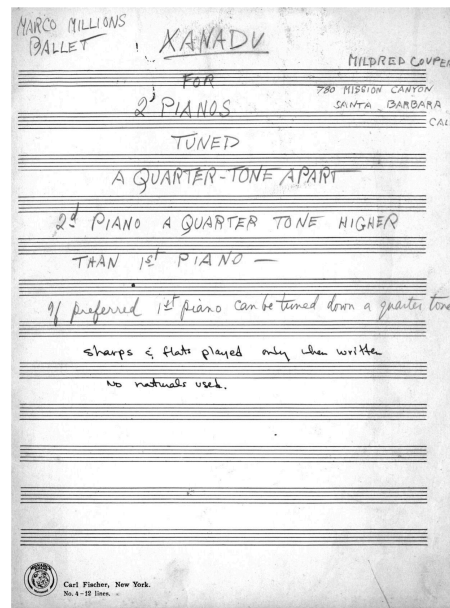 MARCO MILLIONS
BALLET
XANADU
MILDRED COUPER
FOR
780 MISSION CANYON
2 PIANOS
SANTA BARBARA
CAL
TUNED
A QUARTER-TONE APART
2d PIANO A QUARTER TONE HIGHER
THAN 1st PIANO —
If preferred 1st piano can be tuned down a quarter tone
sharps & flats played only when written
No naturals used.
Carl Fischer, New York.
No. 4 – 12 lines.